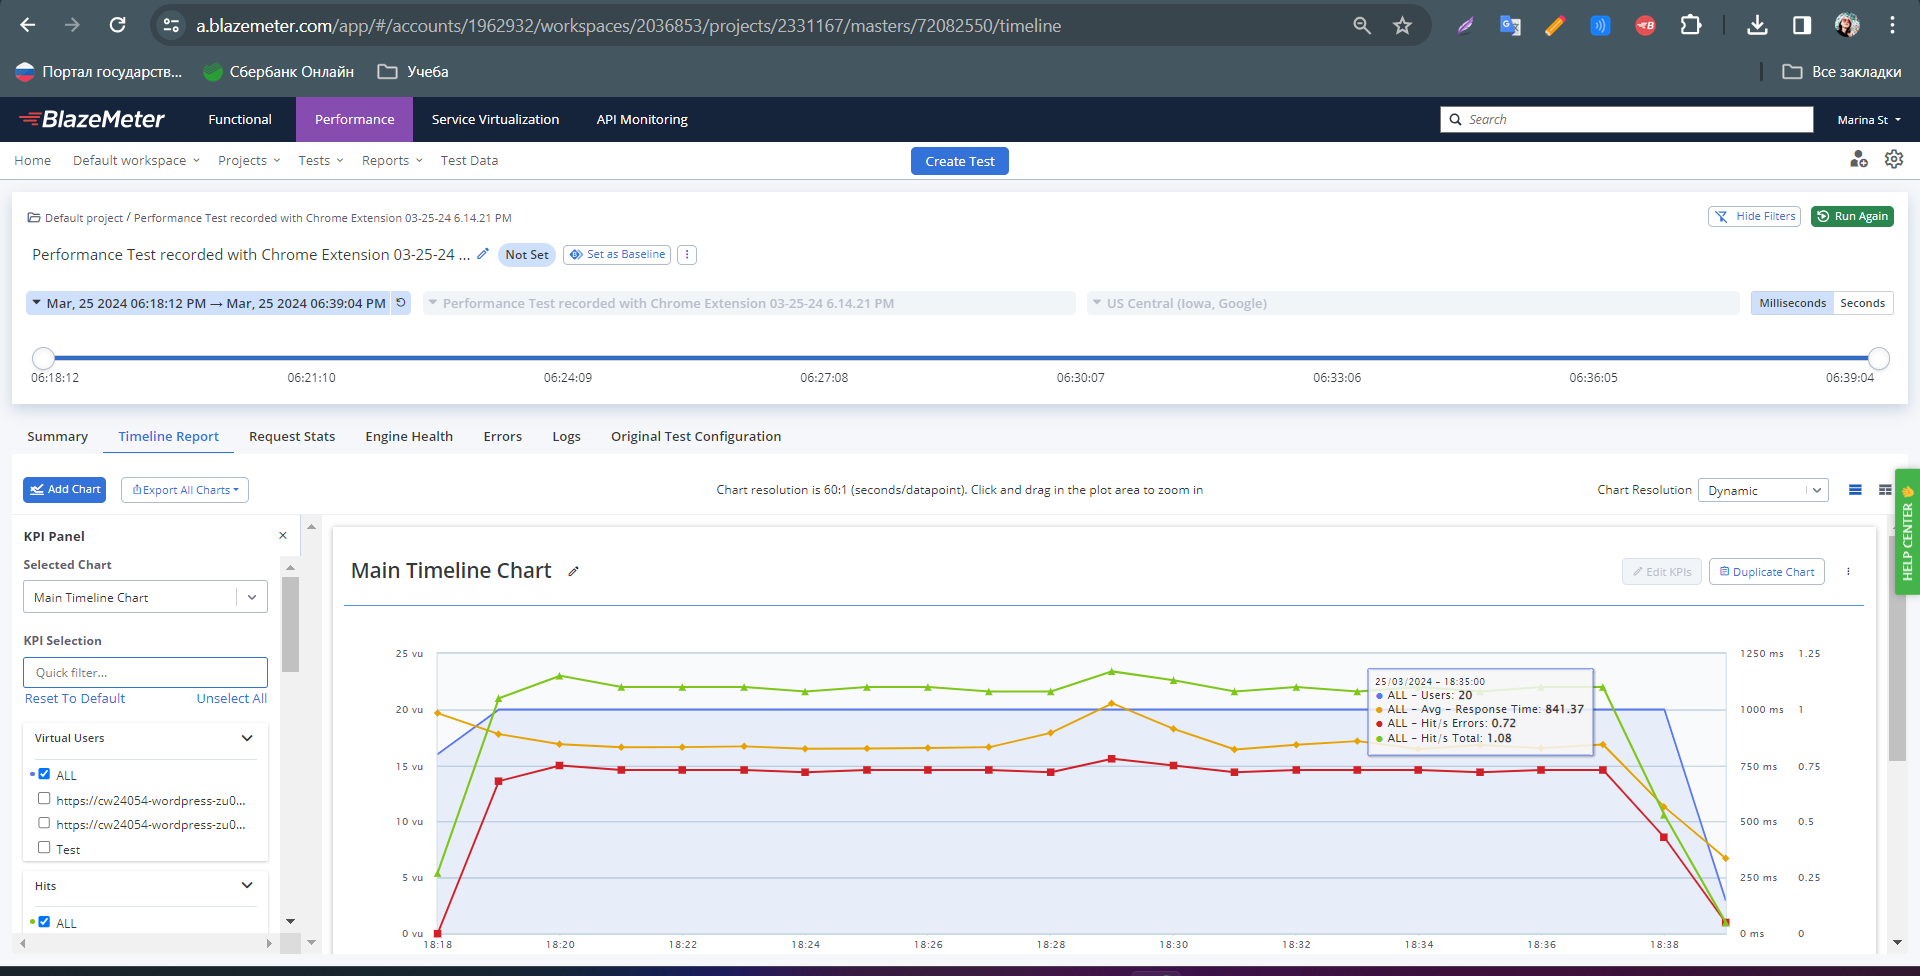 a.blazemeter.com/app/#/accounts/1962932/workspaces/2036853/projects/2331167/masters/72082550/timeline
Портал государств...
Сбербанк Онлайн
Учеба
Все закладки
BlazeMeter
Functional
Performance
Service Virtualization
API Monitoring
Search
Marina St
Home
Default workspace
Projects
Tests
Reports
Test Data
Create Test
Default project / Performance Test recorded with Chrome Extension 03-25-24 6.14.21 PM
Hide Filters
Run Again
Performance Test recorded with Chrome Extension 03-25-24 ...
Not Set
Set as Baseline
Mar, 25 2024 06:18:12 PM → Mar, 25 2024 06:39:04 PM
Performance Test recorded with Chrome Extension 03-25-24 6.14.21 PM
US Central (Iowa, Google)
Milliseconds
Seconds
06:18:12
06:21:10
06:24:09
06:27:08
06:30:07
06:33:06
06:36:05
06:39:04
Summary
Timeline Report
Request Stats
Engine Health
Errors
Logs
Original Test Configuration
Add Chart
Export All Charts
Chart resolution is 60:1 (seconds/datapoint). Click and drag in the plot area to zoom in
Chart Resolution
Dynamic
HELP CENTER
KPI Panel
Selected Chart
Main Timeline Chart
KPI Selection
Quick filter...
Reset To Default
Unselect All
Virtual Users
ALL
https://cw24054-wordpress-zu0...
https://cw24054-wordpress-zu0...
Test
Hits
ALL
Main Timeline Chart
Edit KPIs
Duplicate Chart
25 vu
20 vu
15 vu
10 vu
5 vu
0 vu
1250 ms
1000 ms
750 ms
500 ms
250 ms
0 ms
1.25
1
0.75
0.5
0.25
0
25/03/2024 - 18:35:00
ALL - Users: 20
ALL - Avg - Response Time: 841.37
ALL - Hit/s Errors: 0.72
ALL - Hit/s Total: 1.08
18:18
18:20
18:22
18:24
18:26
18:28
18:30
18:32
18:34
18:36
18:38